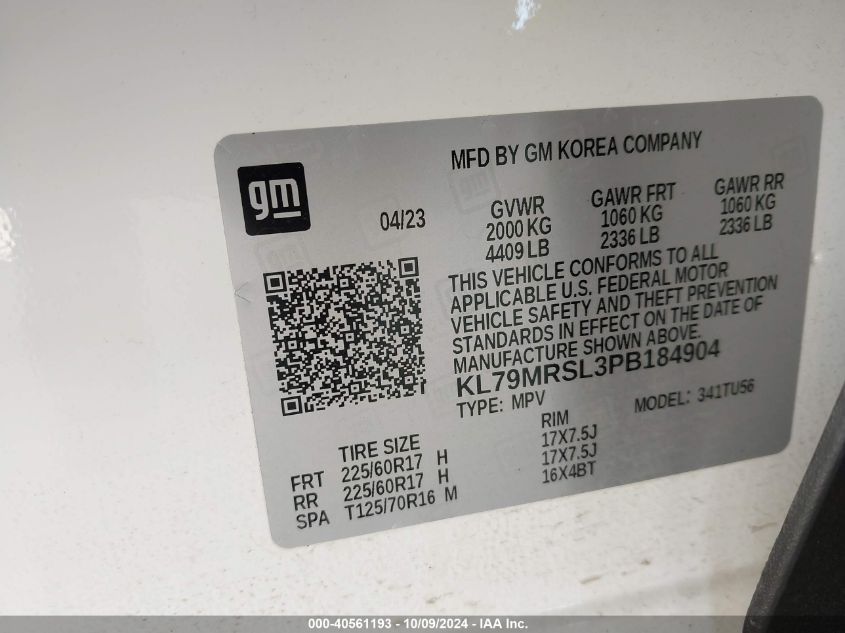 gm
MFD BY GM KOREA COMPANY
04/23
GVWR
2000 KG
4409 LB
GAWR FRT
1060 KG
2336 LB
GAWR RR
1060 KG
2336 LB
THIS VEHICLE CONFORMS TO ALL
APPLICABLE U.S. FEDERAL MOTOR
VEHICLE SAFETY AND THEFT PREVENTION
STANDARDS IN EFFECT ON THE DATE OF
MANUFACTURE SHOWN ABOVE.
KL79MRSL3PB184904
TYPE: MPV MODEL: 341TU56
TIRE SIZE RIM
FRT 225/60R17 H 17X7.5J
RR 225/60R17 H 17X7.5J
SPA T125/70R16 M 16X4BT
000-40561193 - 10/09/2024 - IAA Inc.